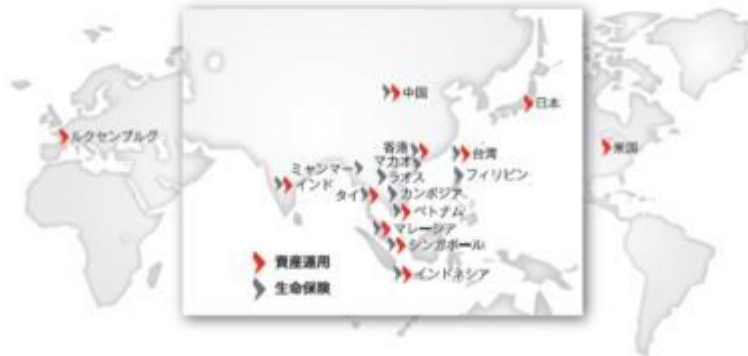 中国
日本
ルクセンブルク
香港
台湾
米国
マカオ
ミャンマー
ラオス
フィリピン
インド
タイ
カンボジア
ベトナム
マレーシア
シンガポール
資産運用
インドネシア
生命保険